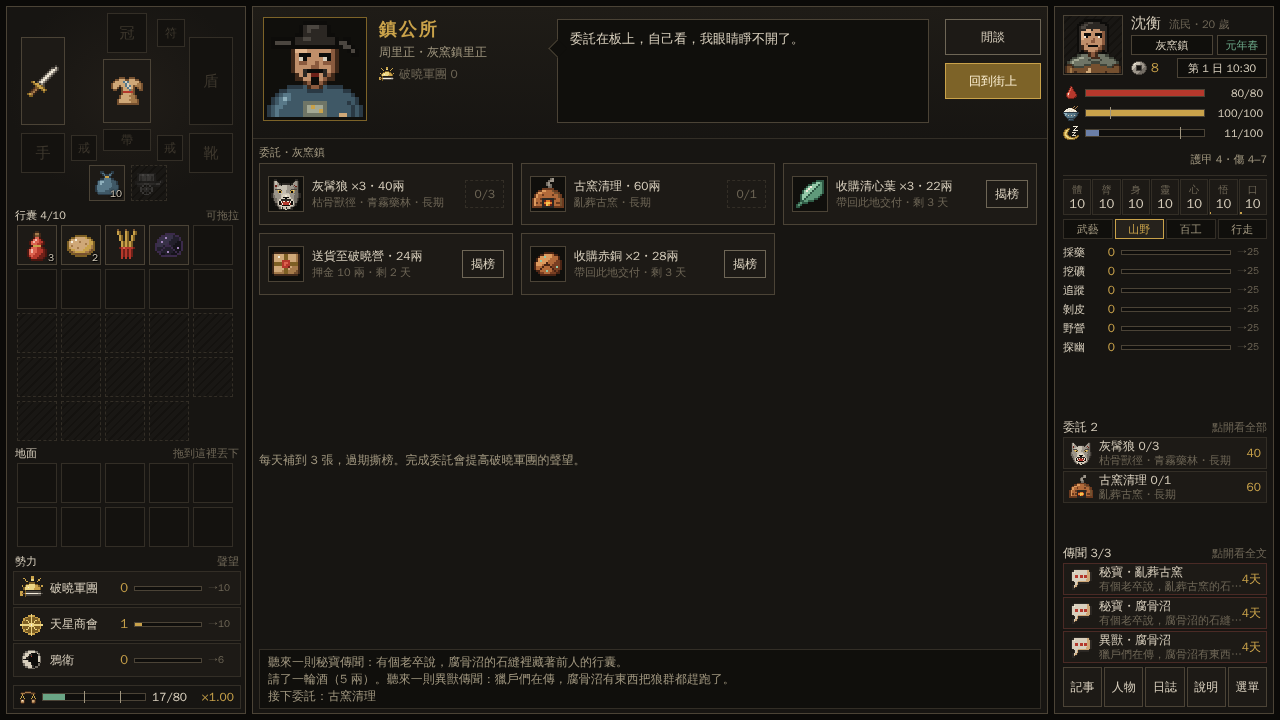 冠
符
盾
手
戒
帶
戒
靴
10
行囊 4/10
可拖拉
3
2
地面
拖到這裡丟下
勢力
聲望
破曉軍團
0
→10
天星商會
1
→10
鴉衛
0
→6
17/80
×1.00
鎮公所
周里正・灰窯鎮里正
破曉軍團 0
委託在板上，自己看，我眼睛睜不開了。
閒談
回到街上
委託・灰窯鎮
灰髯狼 ×3・40兩
枯骨獸徑・青霧藥林・長期
0/3
古窯清理・60兩
亂葬古窯・長期
0/1
收購清心葉 ×3・22兩
帶回此地交付・剩 3 天
揭榜
送貨至破曉營・24兩
押金 10 兩・剩 2 天
揭榜
收購赤銅 ×2・28兩
帶回此地交付・剩 3 天
揭榜
每天補到 3 張，過期撕榜。完成委託會提高破曉軍團的聲望。
聽來一則秘寶傳聞：有個老卒說，腐骨沼的石縫裡藏著前人的行囊。
請了一輪酒（5 兩）。聽來一則異獸傳聞：獵戶們在傳，腐骨沼有東西把狼群都趕跑了。
接下委託：古窯清理
沈衡 流民・20 歲
灰窯鎮
元年春
8
第 1 日 10:30
80/80
100/100
11/100
護甲 4・傷 4–7
體
10
臂
10
身
10
靈
10
心
10
悟
10
口
10
武藝
山野
百工
行走
採藥
0
→25
挖礦
0
→25
追蹤
0
→25
剝皮
0
→25
野營
0
→25
探幽
0
→25
委託 2
點開看全部
灰髯狼 0/3
枯骨獸徑・青霧藥林・長期
40
古窯清理 0/1
亂葬古窯・長期
60
傳聞 3/3
點開看全文
秘寶・亂葬古窯
有個老卒說，亂葬古窯的石⋯
4天
秘寶・腐骨沼
有個老卒說，腐骨沼的石縫⋯
4天
異獸・腐骨沼
獵戶們在傳，腐骨沼有東西⋯
4天
記事
人物
日誌
說明
選單